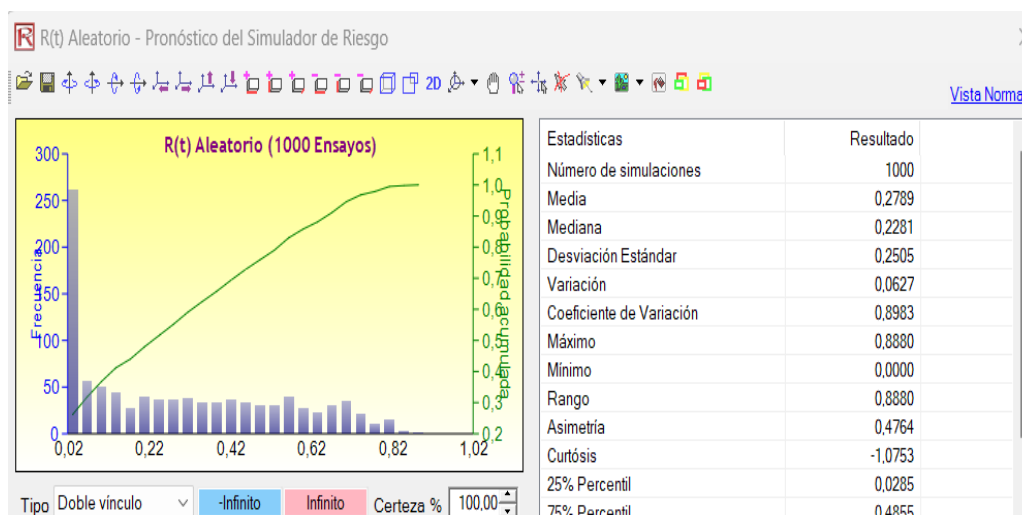 R(t) Aleatorio - Pronóstico del Simulador de Riesgo
2D
Vista Norma
R(t) Aleatorio (1000 Ensayos)
300
250
200
150
100
50
0
Frecuencia
1,1
1,0
0,9
0,8
0,7
0,6
0,5
0,4
0,3
0,2
Probabilidad acumulada
0,02 0,22 0,42 0,62 0,82 1,02
Tipo Doble vínculo -Infinito Infinito Certeza % 100,00
Estadísticas Resultado
Número de simulaciones 1000
Media 0,2789
Mediana 0,2281
Desviación Estándar 0,2505
Variación 0,0627
Coeficiente de Variación 0,8983
Máximo 0,8880
Mínimo 0,0000
Rango 0,8880
Asimetría 0,4764
Curtósis -1,0753
25% Percentil 0,0285
75% Percentil 0,4855